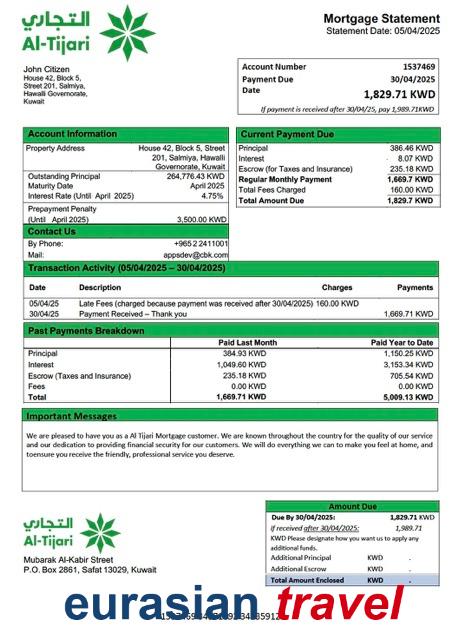 التجاري
Al-Tijari
Mortgage Statement
Statement Date: 05/04/2025
John Citizen
House 42, Block 5,
Street 201, Salmiya,
Hawalli Governorate,
Kuwait
Account Number 1537469
Payment Due Date 30/04/2025
1,829.71 KWD
If payment is received after 30/04/25, pay 1,989.71KWD
Account Information
Property Address House 42, Block 5, Street
201, Salmiya, Hawalli
Governorate, Kuwait
Outstanding Principal 264,776.43 KWD
Maturity Date April 2025
Interest Rate (Until April 2025) 4.75%
Prepayment Penalty
(Until April 2025) 3,500.00 KWD
Contact Us
By Phone: +965 2 2411001
Mail: appsdev@cbk.com
Current Payment Due
Principal 386.46 KWD
Interest 8.07 KWD
Escrow (for Taxes and Insurance) 235.18 KWD
Regular Monthly Payment 1,669.7 KWD
Total Fees Charged 160.00 KWD
Total Amount Due 1,829.7 KWD
Transaction Activity (05/04/2025 – 30/04/2025)
Date Description Charges Payments
05/04/25 Late Fees (charged because payment was received after 30/04/2025) 160.00 KWD
30/04/25 Payment Received – Thank you 1,669.71 KWD
Past Payments Breakdown
Paid Last Month Paid Year to Date
Principal 384.93 KWD 1,150.25 KWD
Interest 1,049.60 KWD 3,153.34 KWD
Escrow (Taxes and Insurance) 235.18 KWD 705.54 KWD
Fees 0.00 KWD 0.00 KWD
Total 1,669.71 KWD 5,009.13 KWD
Important Messages
We are pleased to have you as a Al Tijari Mortgage customer. We are known throughout the country for the quality of our service
and our dedication to providing financial security for our customers. We will do everything we can to make you feel at home, and
toensure you receive the friendly, professional service you deserve.
التجاري
Al-Tijari
Mubarak Al-Kabir Street
P.O. Box 2861, Safat 13029, Kuwait
Amount Due
Due By 30/04/2025: 1,829.71 KWD
if received after 30/04/2025: 1,989.71
KWD Please designate how you want us to apply any
additional funds.
Additional Principal KWD .
Additional Escrow KWD .
Total Amount Enclosed KWD .
eurasian travel